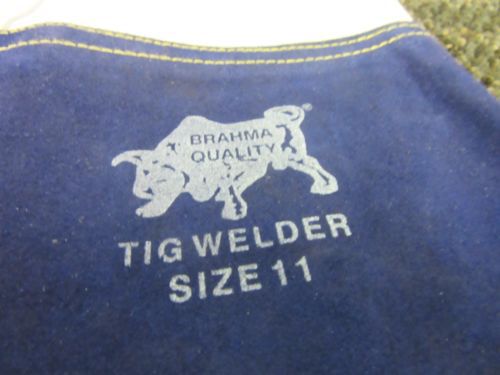 BRAHMA®
QUALITY
TIG WELDER
SIZE 11